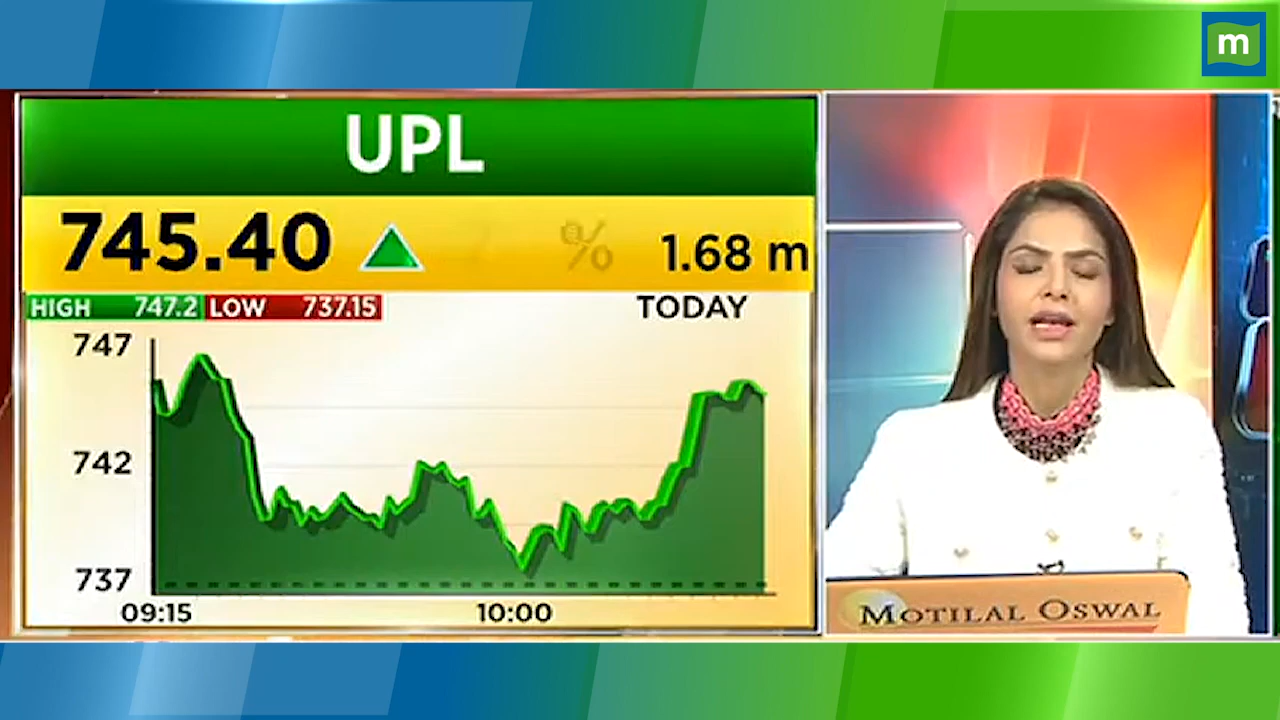 m
UPL
745.40 % 1.68 m
HIGH 747.2 LOW 737.15 TODAY
747
742
737
09:15 10:00
MOTILAL OSWAL